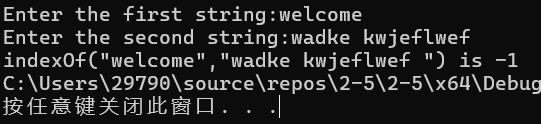 Enter the first string:welcome
Enter the second string:wadke kwjeflwef
indexOf("welcome","wadke kwjeflwef ") is -1
C:\Users\29790\source\repos\2-5\2-5\x64\Debug
按任意键关闭此窗口. . .